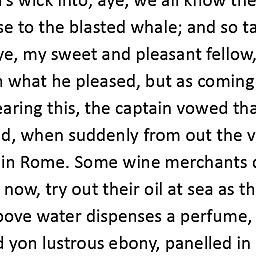 wick into, aye, we all know the
se to the blasted whale; and so ta
ye, my sweet and pleasant fellow,
what he pleased, but as coming
earing this, the captain vowed tha
d, when suddenly from out the v
in Rome. Some wine merchants
now, try out their oil at sea as th
bove water dispenses a perfume,
d yon lustrous ebony, panelled in